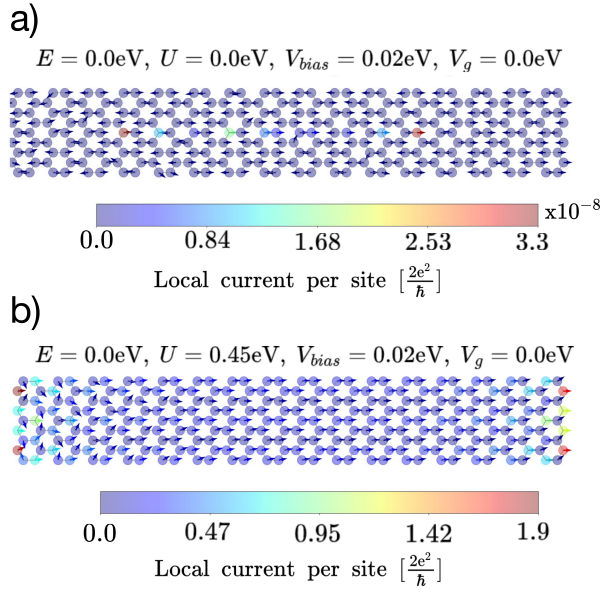 a)
E = 0.0eV, U = 0.0eV, V_bias = 0.02eV, V_g = 0.0eV
x10⁻⁸
0.0 0.84 1.68 2.53 3.3
Local current per site [2e²/ħ]
b)
E = 0.0eV, U = 0.45eV, V_bias = 0.02eV, V_g = 0.0eV
0.0 0.47 0.95 1.42 1.9
Local current per site [2e²/ħ]